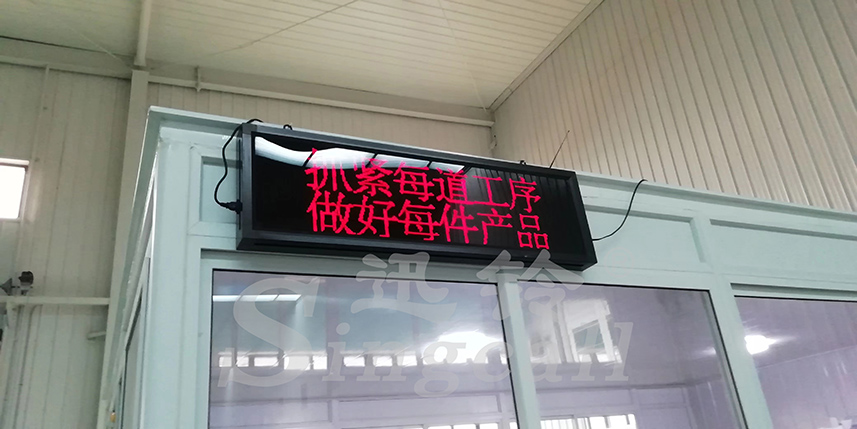 抓紧每道工序
做好每件产品
迅铃
Singcall